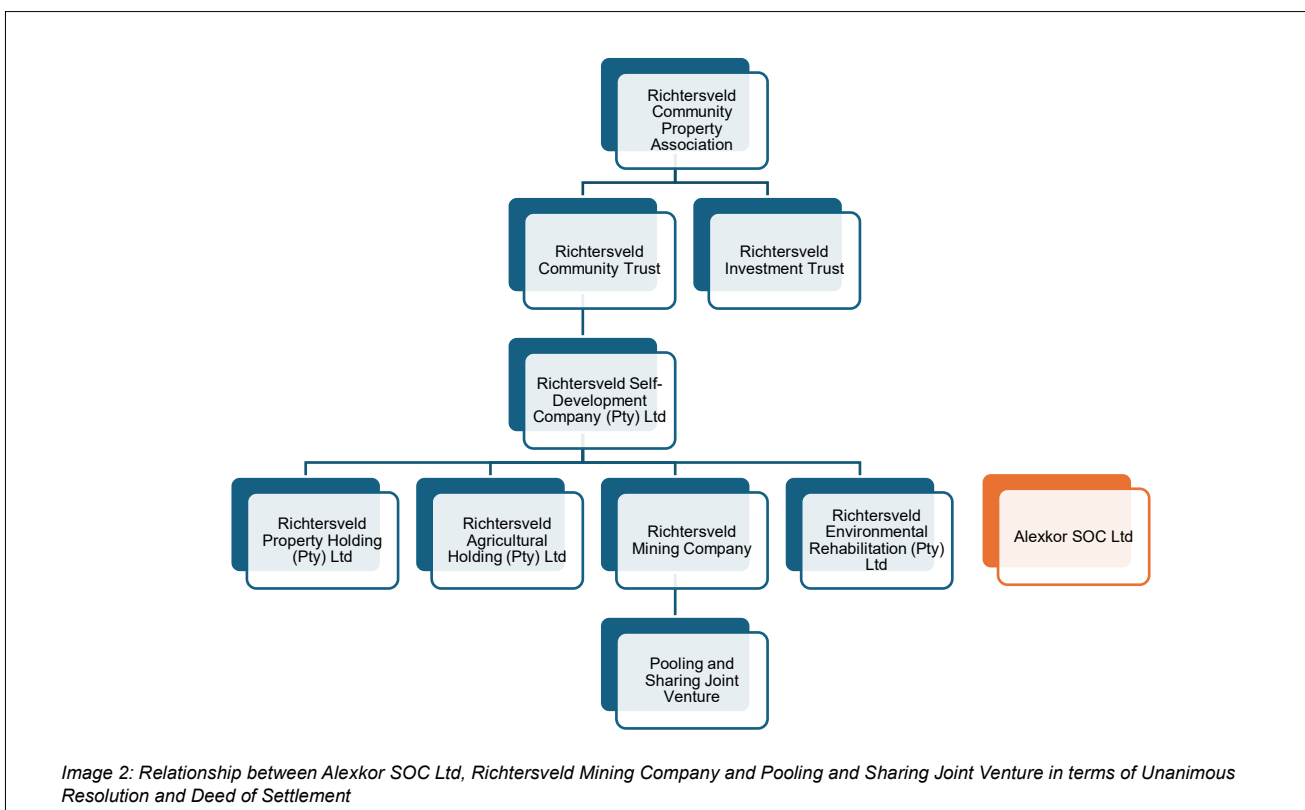 Richtersveld
Community
Property
Association
Richtersveld
Community Trust
Richtersveld
Investment Trust
Richtersveld Self-
Development
Company (Pty) Ltd
Richtersveld
Property Holding
(Pty) Ltd
Richtersveld
Agricultural
Holding (Pty) Ltd
Richtersveld
Mining Company
Richtersveld
Environmental
Rehabilitation (Pty)
Ltd
Alexkor SOC Ltd
Pooling and
Sharing Joint
Venture
Image 2: Relationship between Alexkor SOC Ltd, Richtersveld Mining Company and Pooling and Sharing Joint Venture in terms of Unanimous
Resolution and Deed of Settlement